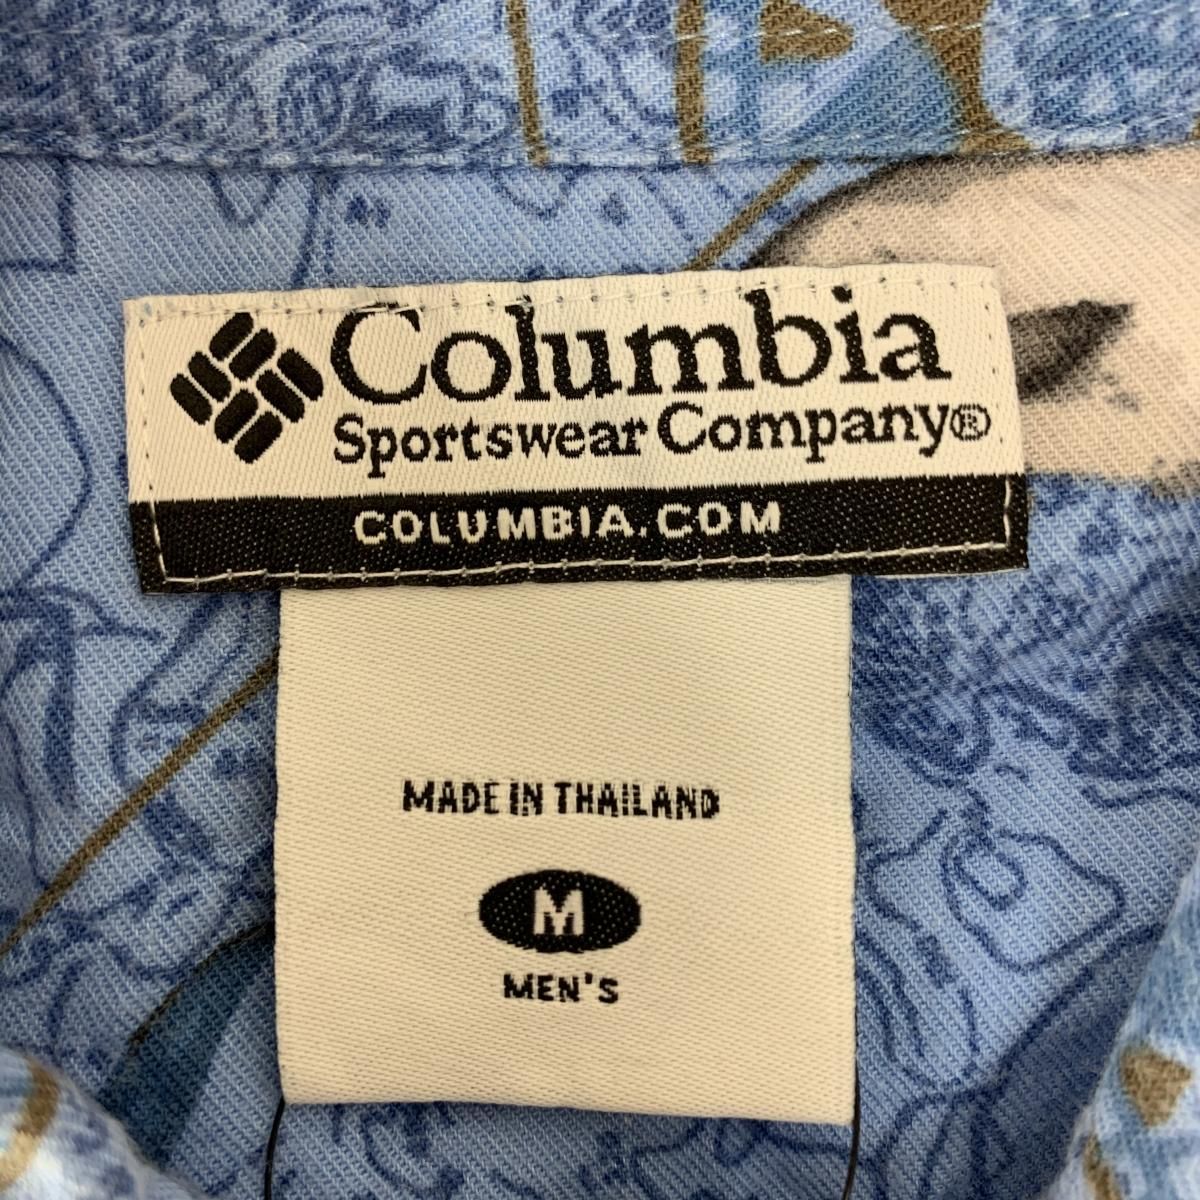 Columbia
Sportswear Company®
COLUMBIA.COM
MADE IN THAILAND
M
MEN'S